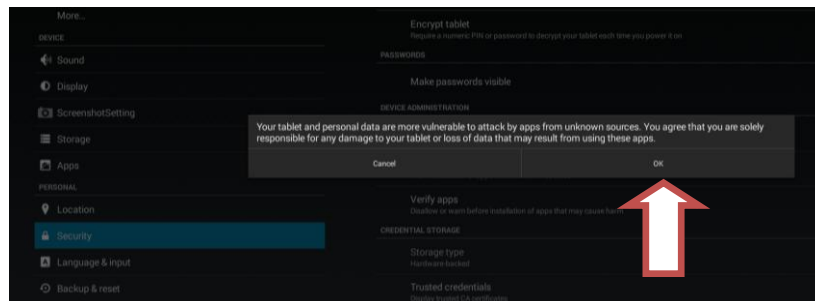 More...
DEVICE
Sound
Display
ScreenshotSetting
Storage
Apps
PERSONAL
Location
Security
Language & input
Backup & reset
Encrypt tablet
Require a numeric PIN or password to decrypt your tablet each time you power it on
PASSWORDS
Make passwords visible
DEVICE ADMINISTRATION
Your tablet and personal data are more vulnerable to attack by apps from unknown sources. You agree that you are solely
responsible for any damage to your tablet or loss of data that may result from using these apps.
Cancel
OK
Verify apps
Disallow or warn before installation of apps that may cause harm
CREDENTIAL STORAGE
Storage type
Hardware backed
Trusted credentials
Display trusted CA certificates